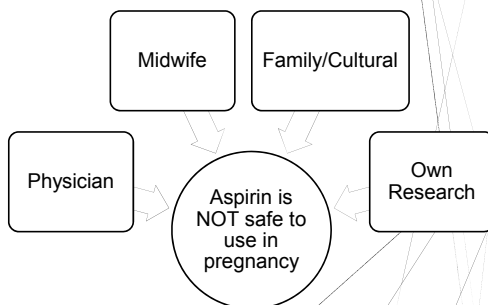 Midwife
Family/Cultural
Physician
Aspirin is
NOT safe to
use in
pregnancy
Own
Research